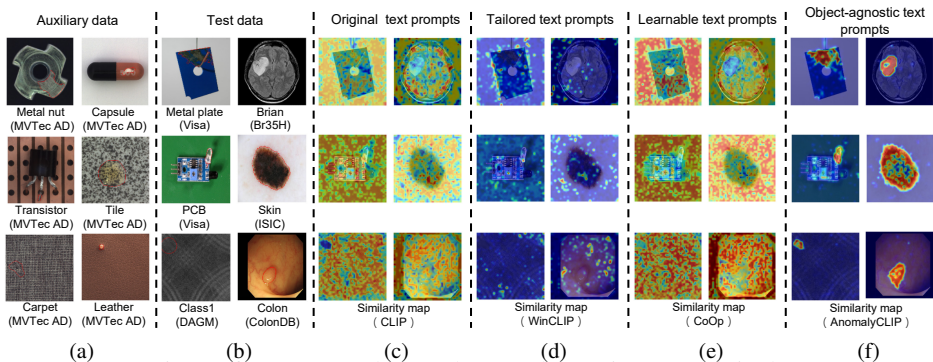 Auxiliary data
Test data
Original text prompts
Tailored text prompts
Learnable text prompts
Object-agnostic text
prompts
Metal nut
(MVTec AD)
Capsule
(MVTec AD)
Metal plate
(Visa)
Brian
(Br35H)
Transistor
(MVTec AD)
Tile
(MVTec AD)
PCB
(Visa)
Skin
(ISIC)
Carpet
(MVTec AD)
Leather
(MVTec AD)
Class1
(DAGM)
Colon
(ColonDB)
Similarity map
( CLIP )
Similarity map
( WinCLIP )
Similarity map
( CoOp )
Similarity map
( AnomalyCLIP )
(a)
(b)
(c)
(d)
(e)
(f)